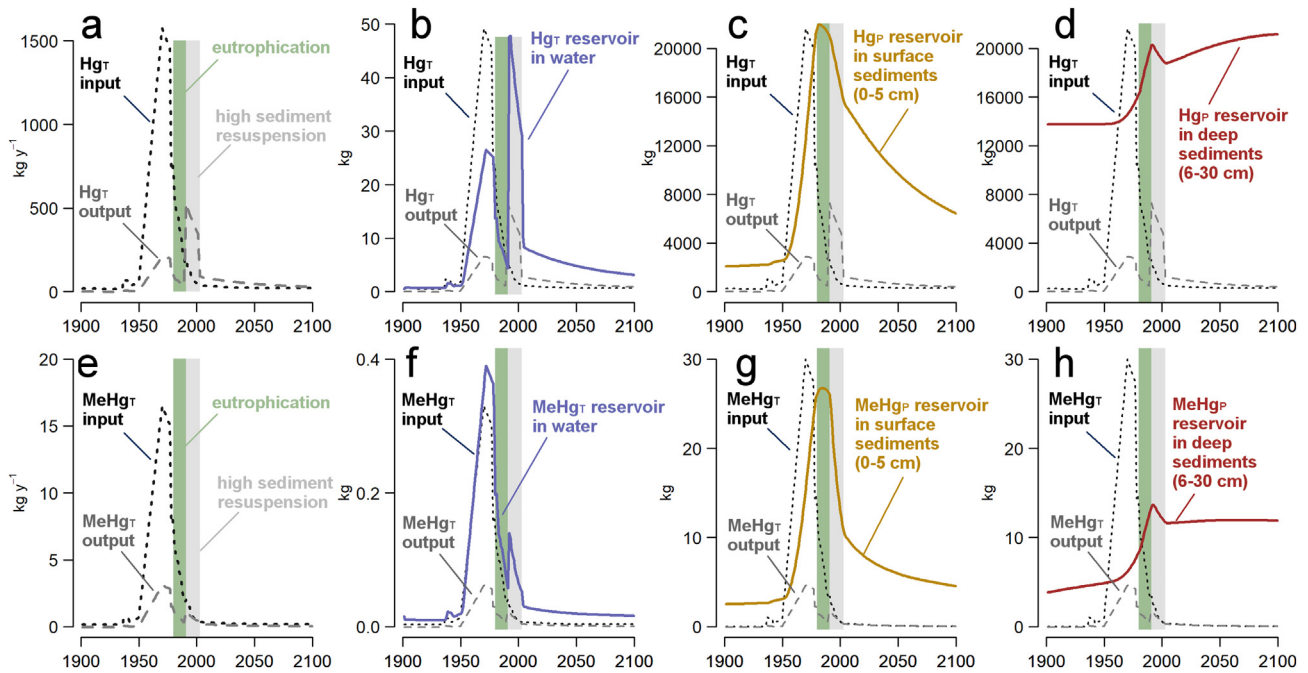 a
b
c
d
1500
1000
500
0
kg y⁻¹
HgT
input
eutrophication
high sediment
resuspension
HgT
output
1900
1950
2000
2050
2100
50
40
30
20
10
0
kg
HgT
input
HgT reservoir
in water
HgT
output
1900
1950
2000
2050
2100
20000
16000
12000
8000
4000
0
kg
HgT
input
HgP reservoir
in surface
sediments
(0-5 cm)
HgT
output
1900
1950
2000
2050
2100
20000
16000
12000
8000
4000
0
kg
HgT
input
HgP reservoir
in deep
sediments
(6-30 cm)
HgT
output
1900
1950
2000
2050
2100
e
f
g
h
20
15
10
5
0
kg y⁻¹
MeHgT
input
eutrophication
high sediment
resuspension
MeHgT
output
1900
1950
2000
2050
2100
0.4
0.2
0.0
kg
MeHgT
input
MeHgT reservoir
in water
MeHgT
output
1900
1950
2000
2050
2100
30
20
10
0
kg
MeHgT
input
MeHgP reservoir
in surface
sediments
(0-5 cm)
MeHgT
output
1900
1950
2000
2050
2100
30
20
10
0
kg
MeHgT
input
MeHgP
reservoir
in deep
sediments
(6-30 cm)
MeHgT
output
1900
1950
2000
2050
2100